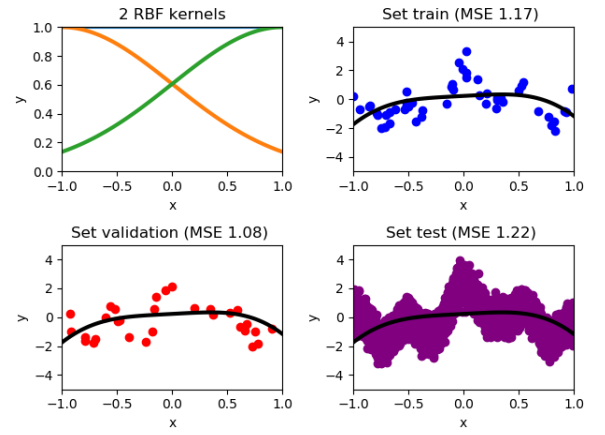 2 RBF kernels
1.0
0.8
0.6
0.4
0.2
0.0
y
−1.0 −0.5 0.0 0.5 1.0
x
Set train (MSE 1.17)
4
2
0
−2
−4
y
−1.0 −0.5 0.0 0.5 1.0
x
Set validation (MSE 1.08)
4
2
0
−2
−4
y
−1.0 −0.5 0.0 0.5 1.0
x
Set test (MSE 1.22)
4
2
0
−2
−4
y
−1.0 −0.5 0.0 0.5 1.0
x